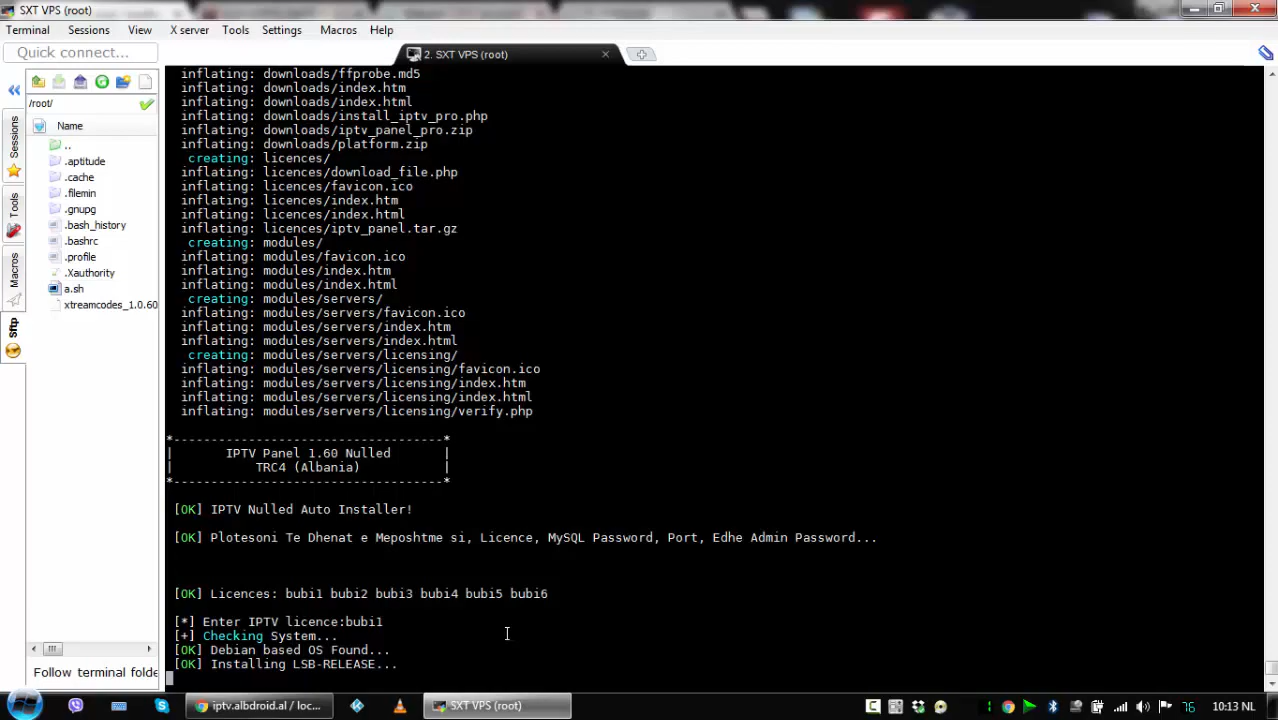 SXT VPS (root)
Terminal Sessions View X server Tools Settings Macros Help
Quick connect...
2. SXT VPS (root)
/root/
Name
..
.aptitude
.cache
.filemin
.gnupg
.bash_history
.bashrc
.profile
.Xauthority
a.sh
xtreamcodes_1.0.60
Sessions
Tools
Macros
Sftp
Follow terminal folde
inflating: downloads/ffprobe.md5
inflating: downloads/index.htm
inflating: downloads/index.html
inflating: downloads/install_iptv_pro.php
inflating: downloads/iptv_panel_pro.zip
inflating: downloads/platform.zip
creating: licences/
inflating: licences/download_file.php
inflating: licences/favicon.ico
inflating: licences/index.htm
inflating: licences/index.html
inflating: licences/iptv_panel.tar.gz
creating: modules/
inflating: modules/favicon.ico
inflating: modules/index.htm
inflating: modules/index.html
creating: modules/servers/
inflating: modules/servers/favicon.ico
inflating: modules/servers/index.htm
inflating: modules/servers/index.html
creating: modules/servers/licensing/
inflating: modules/servers/licensing/favicon.ico
inflating: modules/servers/licensing/index.htm
inflating: modules/servers/licensing/index.html
inflating: modules/servers/licensing/verify.php
*------------------------------------*
| IPTV Panel 1.60 Nulled |
| TRC4 (Albania) |
*------------------------------------*
[OK] IPTV Nulled Auto Installer!
[OK] Plotesoni Te Dhenat e Meposhtme si, Licence, MySQL Password, Port, Edhe Admin Password...
[OK] Licences: bubi1 bubi2 bubi3 bubi4 bubi5 bubi6
[*] Enter IPTV licence:bubi1
[+] Checking System...
[OK] Debian based OS Found...
[OK] Installing LSB-RELEASE...
iptv.albdroid.al / loc...
SXT VPS (root)
76
10:13 NL